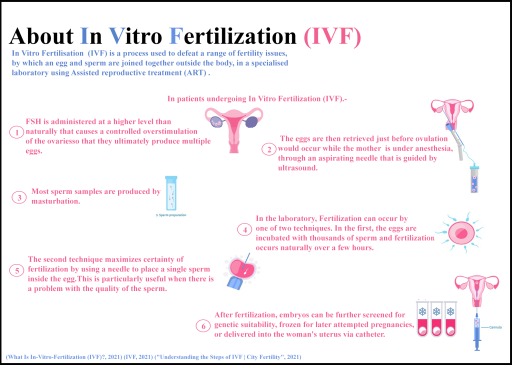 About In Vitro Fertilization (IVF)
In Vitro Fertilisation (IVF) is a process used to defeat a range of fertility issues,
by which an egg and sperm are joined together outside the body, in a specialised
laboratory using Assisted reproductive treatment (ART) .
In patients undergoing In Vitro Fertilization (IVF).-
1
FSH is administered at a higher level than
naturally that causes a controlled overstimulation
of the ovariesso that they ultimately produce multiple
eggs.
2
The eggs are then retrieved just before ovulation
would occur while the mother is under anesthesia,
through an aspirating needle that is guided by
ultrasound.
3
Most sperm samples are produced by
masturbation.
4
In the laboratory, Fertilization can occur by
one of two techniques. In the first, the eggs are
incubated with thousands of sperm and fertilization
occurs naturally over a few hours.
5
The second technique maximizes certainty of
fertilization by using a needle to place a single sperm
inside the egg.This is particularly useful when there is
a problem with the quality of the sperm.
6
After fertilization, embryos can be further screened for
genetic suitability, frozen for later attempted pregnancies,
or delivered into the woman's uterus via catheter.
(What Is In-Vitro-Fertilization (IVF)?, 2021) (IVF, 2021) ("Understanding the Steps of IVF | City Fertility", 2021)